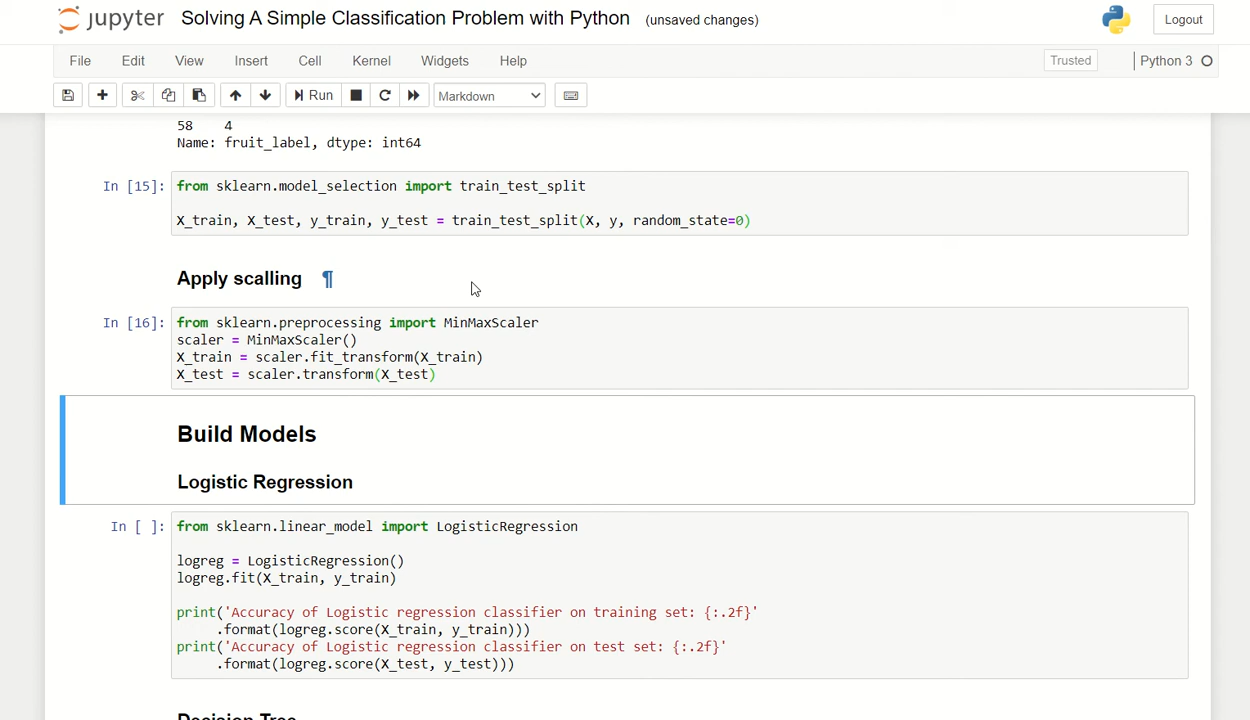 jupyter Solving A Simple Classification Problem with Python (unsaved changes) Logout
File Edit View Insert Cell Kernel Widgets Help Trusted Python 3
Run Markdown
58 4
Name: fruit_label, dtype: int64
In [15]: from sklearn.model_selection import train_test_split
X_train, X_test, y_train, y_test = train_test_split(X, y, random_state=0)
Apply scalling ¶
In [16]: from sklearn.preprocessing import MinMaxScaler
scaler = MinMaxScaler()
X_train = scaler.fit_transform(X_train)
X_test = scaler.transform(X_test)
Build Models
Logistic Regression
In [ ]: from sklearn.linear_model import LogisticRegression
logreg = LogisticRegression()
logreg.fit(X_train, y_train)
print('Accuracy of Logistic regression classifier on training set: {:.2f}'
.format(logreg.score(X_train, y_train)))
print('Accuracy of Logistic regression classifier on test set: {:.2f}'
.format(logreg.score(X_test, y_test)))
Decision Tree